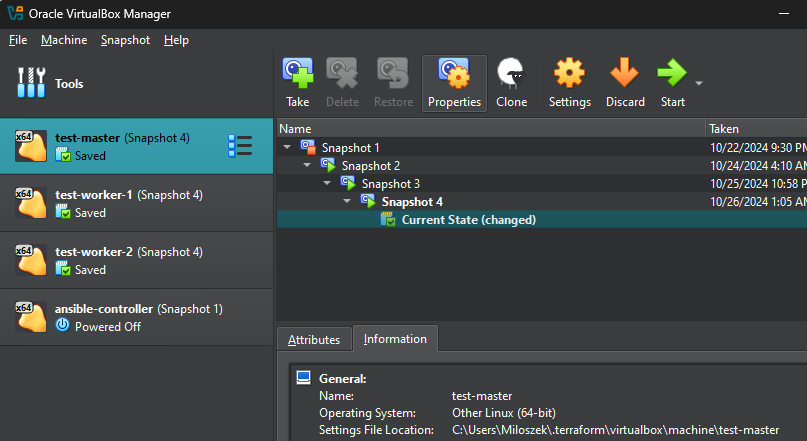 Oracle VirtualBox Manager
File Machine Snapshot Help
Tools
Take Delete Restore Properties Clone Settings Discard Start
Name Taken
x64 test-master (Snapshot 4)
Saved
x64 test-worker-1 (Snapshot 4)
Saved
x64 test-worker-2 (Snapshot 4)
Saved
x64 ansible-controller (Snapshot 1)
Powered Off
Snapshot 1 10/22/2024 9:30 PM
Snapshot 2 10/24/2024 4:10 AM
Snapshot 3 10/25/2024 10:58 P
Snapshot 4 10/26/2024 1:05 AM
Current State (changed)
Attributes Information
General:
Name: test-master
Operating System: Other Linux (64-bit)
Settings File Location: C:\Users\Miloszek\.terraform\virtualbox\machine\test-master